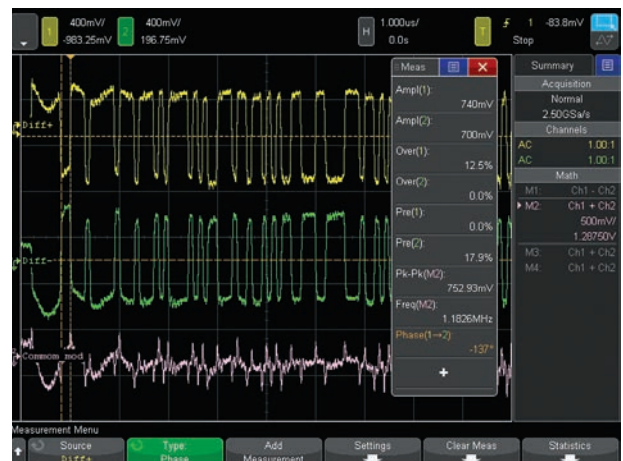 1 400mV/ 2 400mV/ H 1.000us/ T 1 -83.8mV
-983.25mV 196.75mV 0.0s Stop
Meas
Summary
Ampl(1):
740mV
Ampl(2):
700mV
Over(1):
12.5%
Over(2):
0.0%
Pre(1):
0.0%
Pre(2):
17.9%
Pk-Pk(M2):
752.93mV
Freq(M2):
1.1826MHz
Phase(1→2):
-137°
+
Acquisition
Normal
2.50GSa/s
Channels
AC 1.00:1
AC 1.00:1
Math
M1: Ch1 - Ch2
M2: Ch1 + Ch2
500mV/
1.28750V
M3: Ch1 + Ch2
M4: Ch1 + Ch2
Diff+
Diff-
Commom_mod
Measurement Menu
Source Type: Add Settings Clear Meas Statistics
Diff+ Phase Measurement